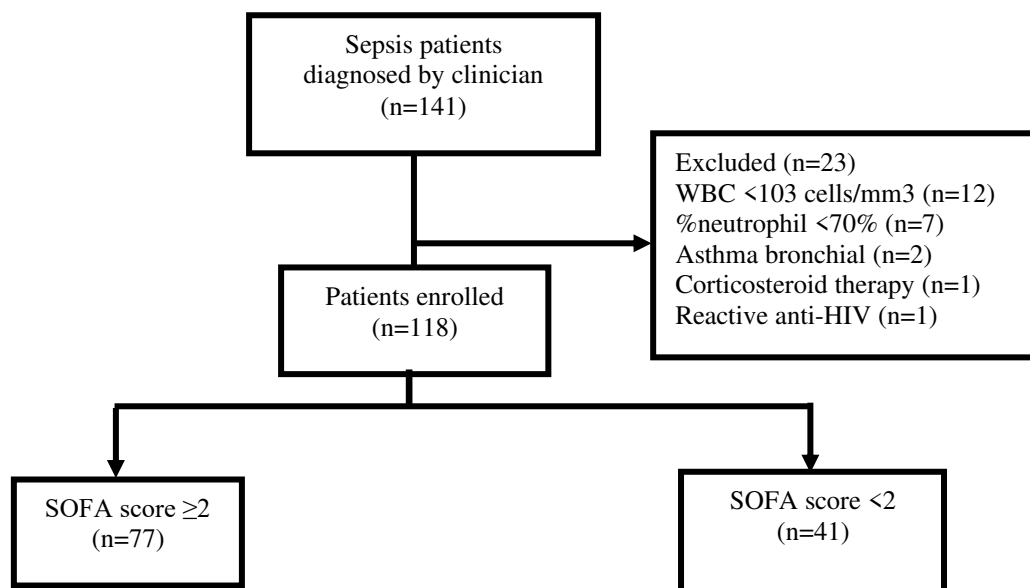 Sepsis patients
diagnosed by clinician
(n=141)
Excluded (n=23)
WBC <103 cells/mm3 (n=12)
%neutrophil <70% (n=7)
Asthma bronchial (n=2)
Corticosteroid therapy (n=1)
Reactive anti-HIV (n=1)
Patients enrolled
(n=118)
SOFA score ≥2
(n=77)
SOFA score <2
(n=41)